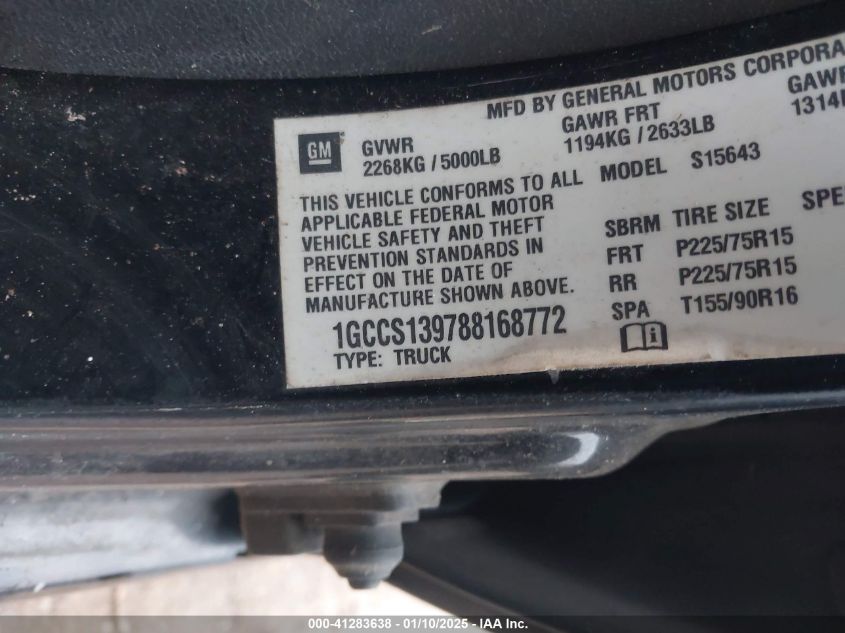 MFD BY GENERAL MOTORS CORPORA
GM
GVWR
2268KG / 5000LB
GAWR FRT
1194KG / 2633LB
GAWR
1314
THIS VEHICLE CONFORMS TO ALL
APPLICABLE FEDERAL MOTOR
VEHICLE SAFETY AND THEFT
PREVENTION STANDARDS IN
EFFECT ON THE DATE OF
MANUFACTURE SHOWN ABOVE.
1GCCS139788168772
TYPE: TRUCK
MODEL S15643
SBRM TIRE SIZE SPE
FRT P225/75R15
RR P225/75R15
SPA T155/90R16
000-41283638 - 01/10/2025 - IAA Inc.